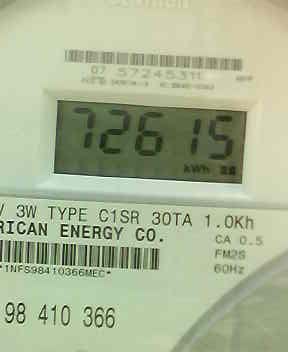 07 57245311
72615
kWh
V 3W TYPE C1SR 30TA 1.0Kh
RICAN ENERGY CO.
CA 0.5
FM2S
*1NFS98410366MEC*
60Hz
98 410 366